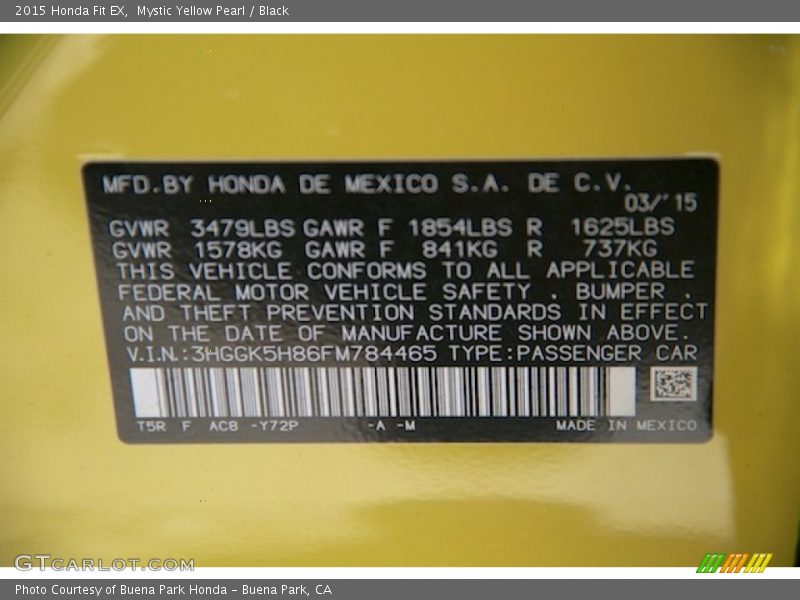 2015 Honda Fit EX,  Mystic Yellow Pearl / Black
MFD.BY HONDA DE MEXICO S.A. DE C.V.
03/'15
GVWR 3479LBS GAWR F 1854LBS R 1625LBS
GVWR 1578KG GAWR F 841KG R 737KG
THIS VEHICLE CONFORMS TO ALL APPLICABLE
FEDERAL MOTOR VEHICLE SAFETY , BUMPER ,
AND THEFT PREVENTION STANDARDS IN EFFECT
ON THE DATE OF MANUFACTURE SHOWN ABOVE.
V.I.N.:3HGGK5H86FM784465 TYPE:PASSENGER CAR
T5R F AC8 -Y72P -A -M MADE IN MEXICO
GTCARLOT.COM
Photo Courtesy of Buena Park Honda – Buena Park, CA